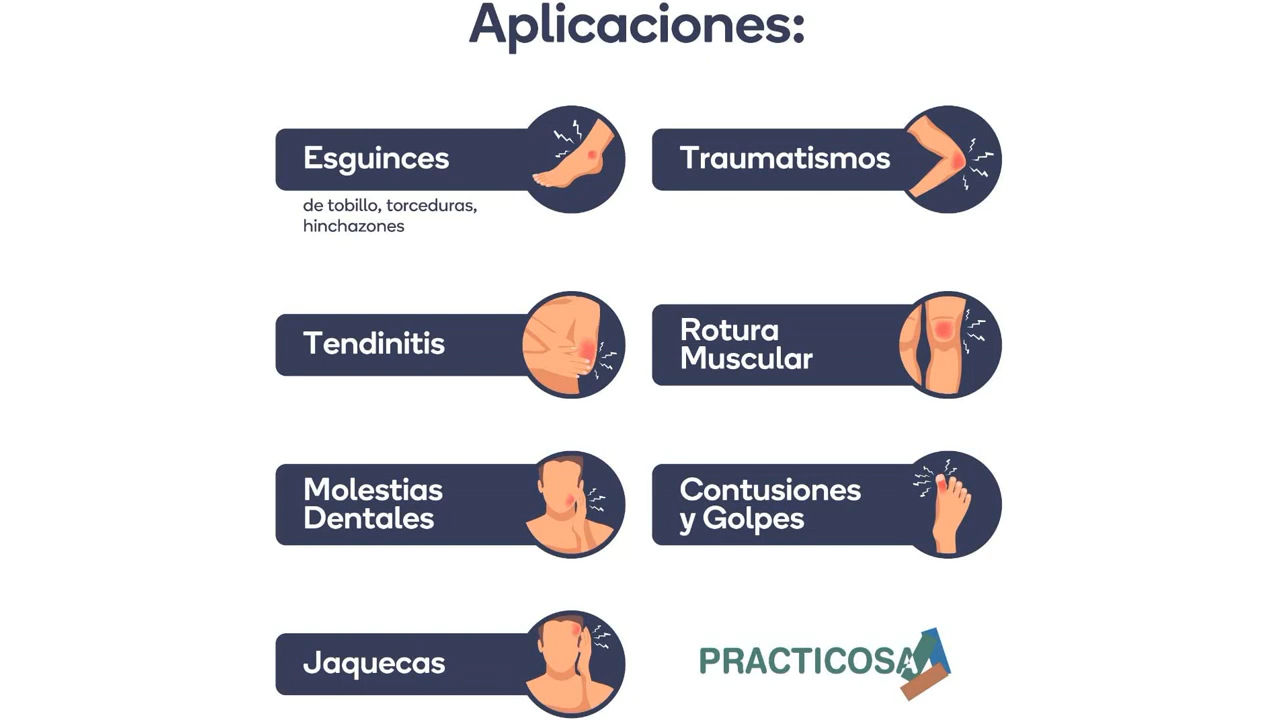 Aplicaciones:
Esguinces
de tobillo, torceduras,
hinchazones
Traumatismos
Tendinitis
Rotura
Muscular
Molestias
Dentales
Contusiones
y Golpes
Jaquecas
PRACTICOSA